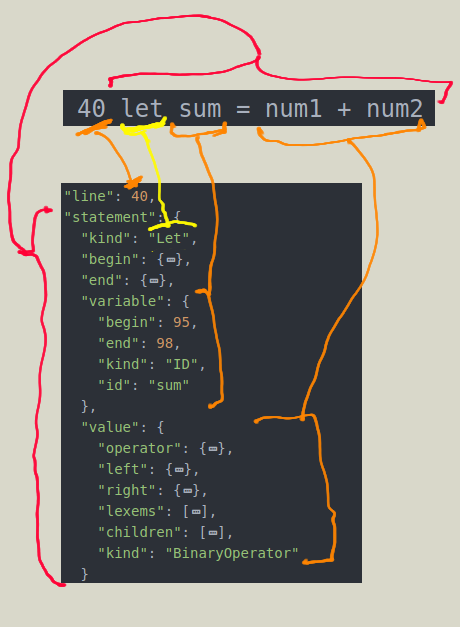 40 let sum = num1 + num2
"line": 40,
"statement": {
"kind": "Let",
"begin": {⋯},
"end": {⋯},
"variable": {
"begin": 95,
"end": 98,
"kind": "ID",
"id": "sum"
},
"value": {
"operator": {⋯},
"left": {⋯},
"right": {⋯},
"lexems": [⋯],
"children": [⋯],
"kind": "BinaryOperator"
}